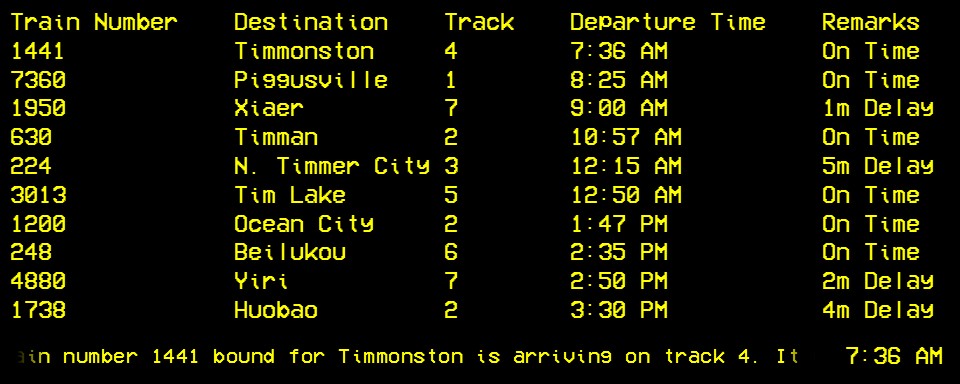 Train Number Destination Track Departure Time Remarks
1441 Timmonston 4 7:36 AM On Time
7360 Piggusville 1 8:25 AM On Time
1950 Xiaer 7 9:00 AM 1m Delay
630 Timman 2 10:57 AM On Time
224 N. Timmer City 3 12:15 AM 5m Delay
3013 Tim Lake 5 12:50 AM On Time
1200 Ocean City 2 1:47 PM On Time
248 Beilukou 6 2:35 PM On Time
4880 Yiri 7 2:50 PM 2m Delay
1738 Huobao 2 3:30 PM 4m Delay
ain number 1441 bound for Timmonston is arriving on track 4. It 7:36 AM